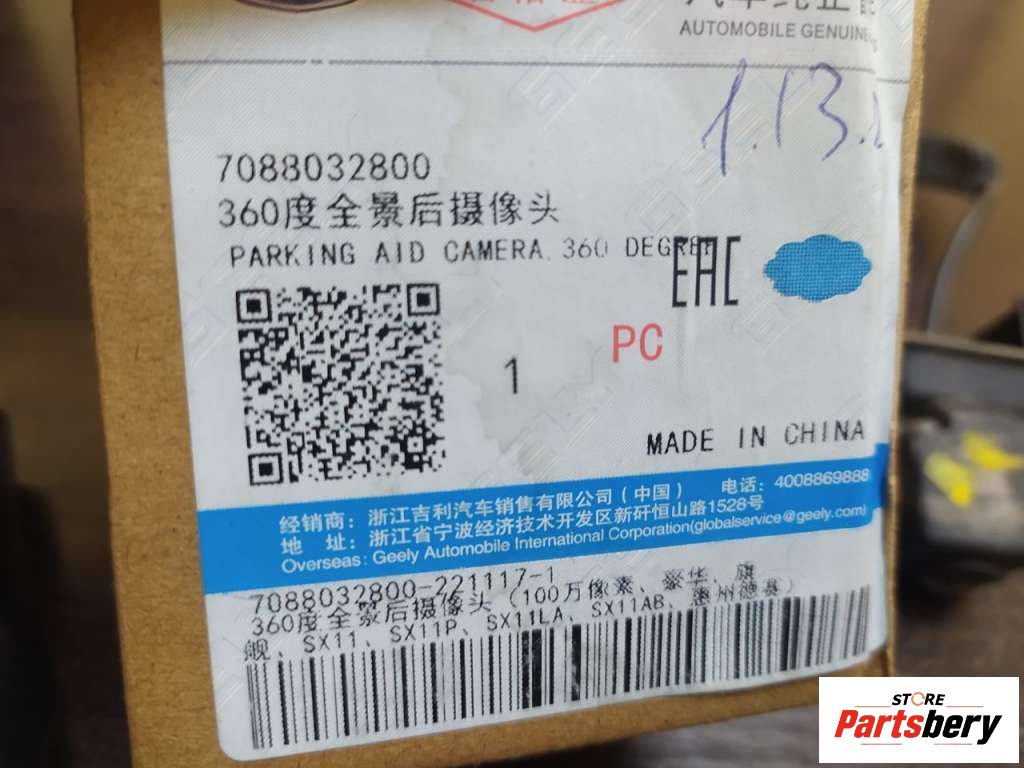 AUTOMOBILE GENUINE
1.13.
7088032800
360度全景后摄像头
PARKING AID CAMERA 360 DEGREE
EAC
PC
1
MADE IN CHINA
经销商：浙江吉利汽车销售有限公司（中国） 电话：4008869888
地 址：浙江省宁波经济技术开发区新矸恒山路1528号
Overseas: Geely Automobile International Corporation(globalservice@geely.com)
7088032800-221117-1
360度全景后摄像头（100万像素、豪华、旗
舰、SX11、SX11P、SX11LA、SX11AB、惠州德赛）
STORE
Partsbery